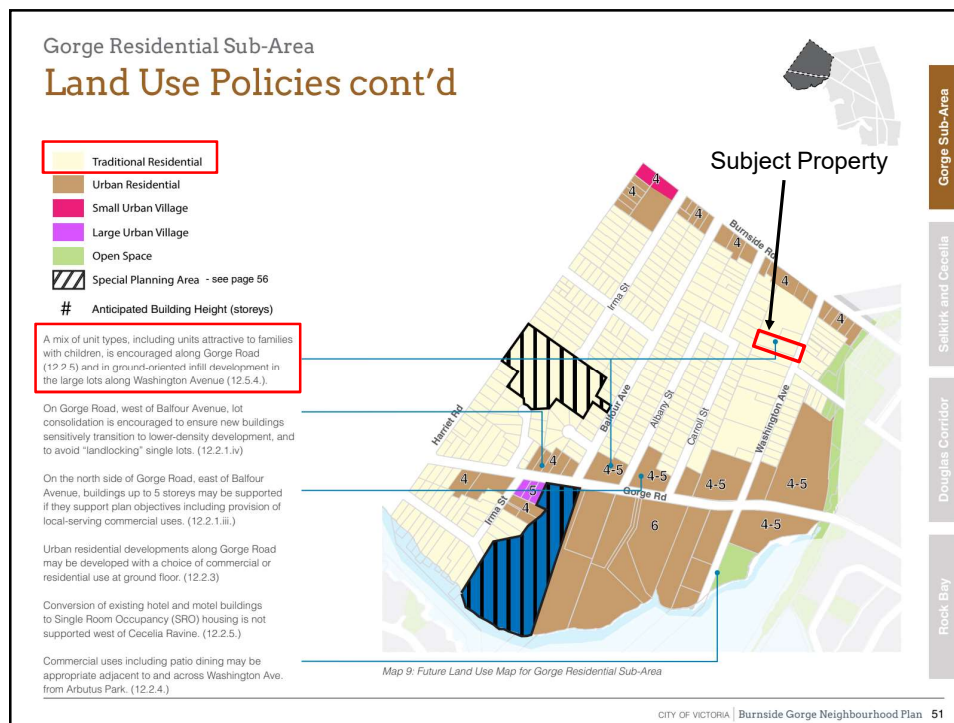 Gorge Residential Sub-Area
Land Use Policies cont'd
Traditional Residential
Urban Residential
Small Urban Village
Large Urban Village
Open Space
Special Planning Area - see page 56
# Anticipated Building Height (storeys)
A mix of unit types, including units attractive to families
with children, is encouraged along Gorge Road
(12.2.5) and in ground-oriented infill development in
the large lots along Washington Avenue (12.5.4.).
On Gorge Road, west of Balfour Avenue, lot
consolidation is encouraged to ensure new buildings
sensitively transition to lower-density development, and
to avoid "landlocking" single lots. (12.2.1.iv)
On the north side of Gorge Road, east of Balfour
Avenue, buildings up to 5 storeys may be supported
if they support plan objectives including provision of
local-serving commercial uses. (12.2.1.iii.)
Urban residential developments along Gorge Road
may be developed with a choice of commercial or
residential use at ground floor. (12.2.3)
Conversion of existing hotel and motel buildings
to Single Room Occupancy (SRO) housing is not
supported west of Cecelia Ravine. (12.2.5.)
Commercial uses including patio dining may be
appropriate adjacent to and across Washington Ave.
from Arbutus Park. (12.2.4.)
Subject Property
4
4
4
4
Burnside Rd
4
4
Irma St
Harriet Rd
Balfour Ave
Albany St
Carroll St
Washington Ave
4
4
4-5
4-5
4-5
4-5
Gorge Rd
5
Irma St
4
6
4-5
Map 9: Future Land Use Map for Gorge Residential Sub-Area
Gorge Sub-Area
Selkirk and Cecelia
Douglas Corridor
Rock Bay
CITY OF VICTORIA | Burnside Gorge Neighbourhood Plan 51